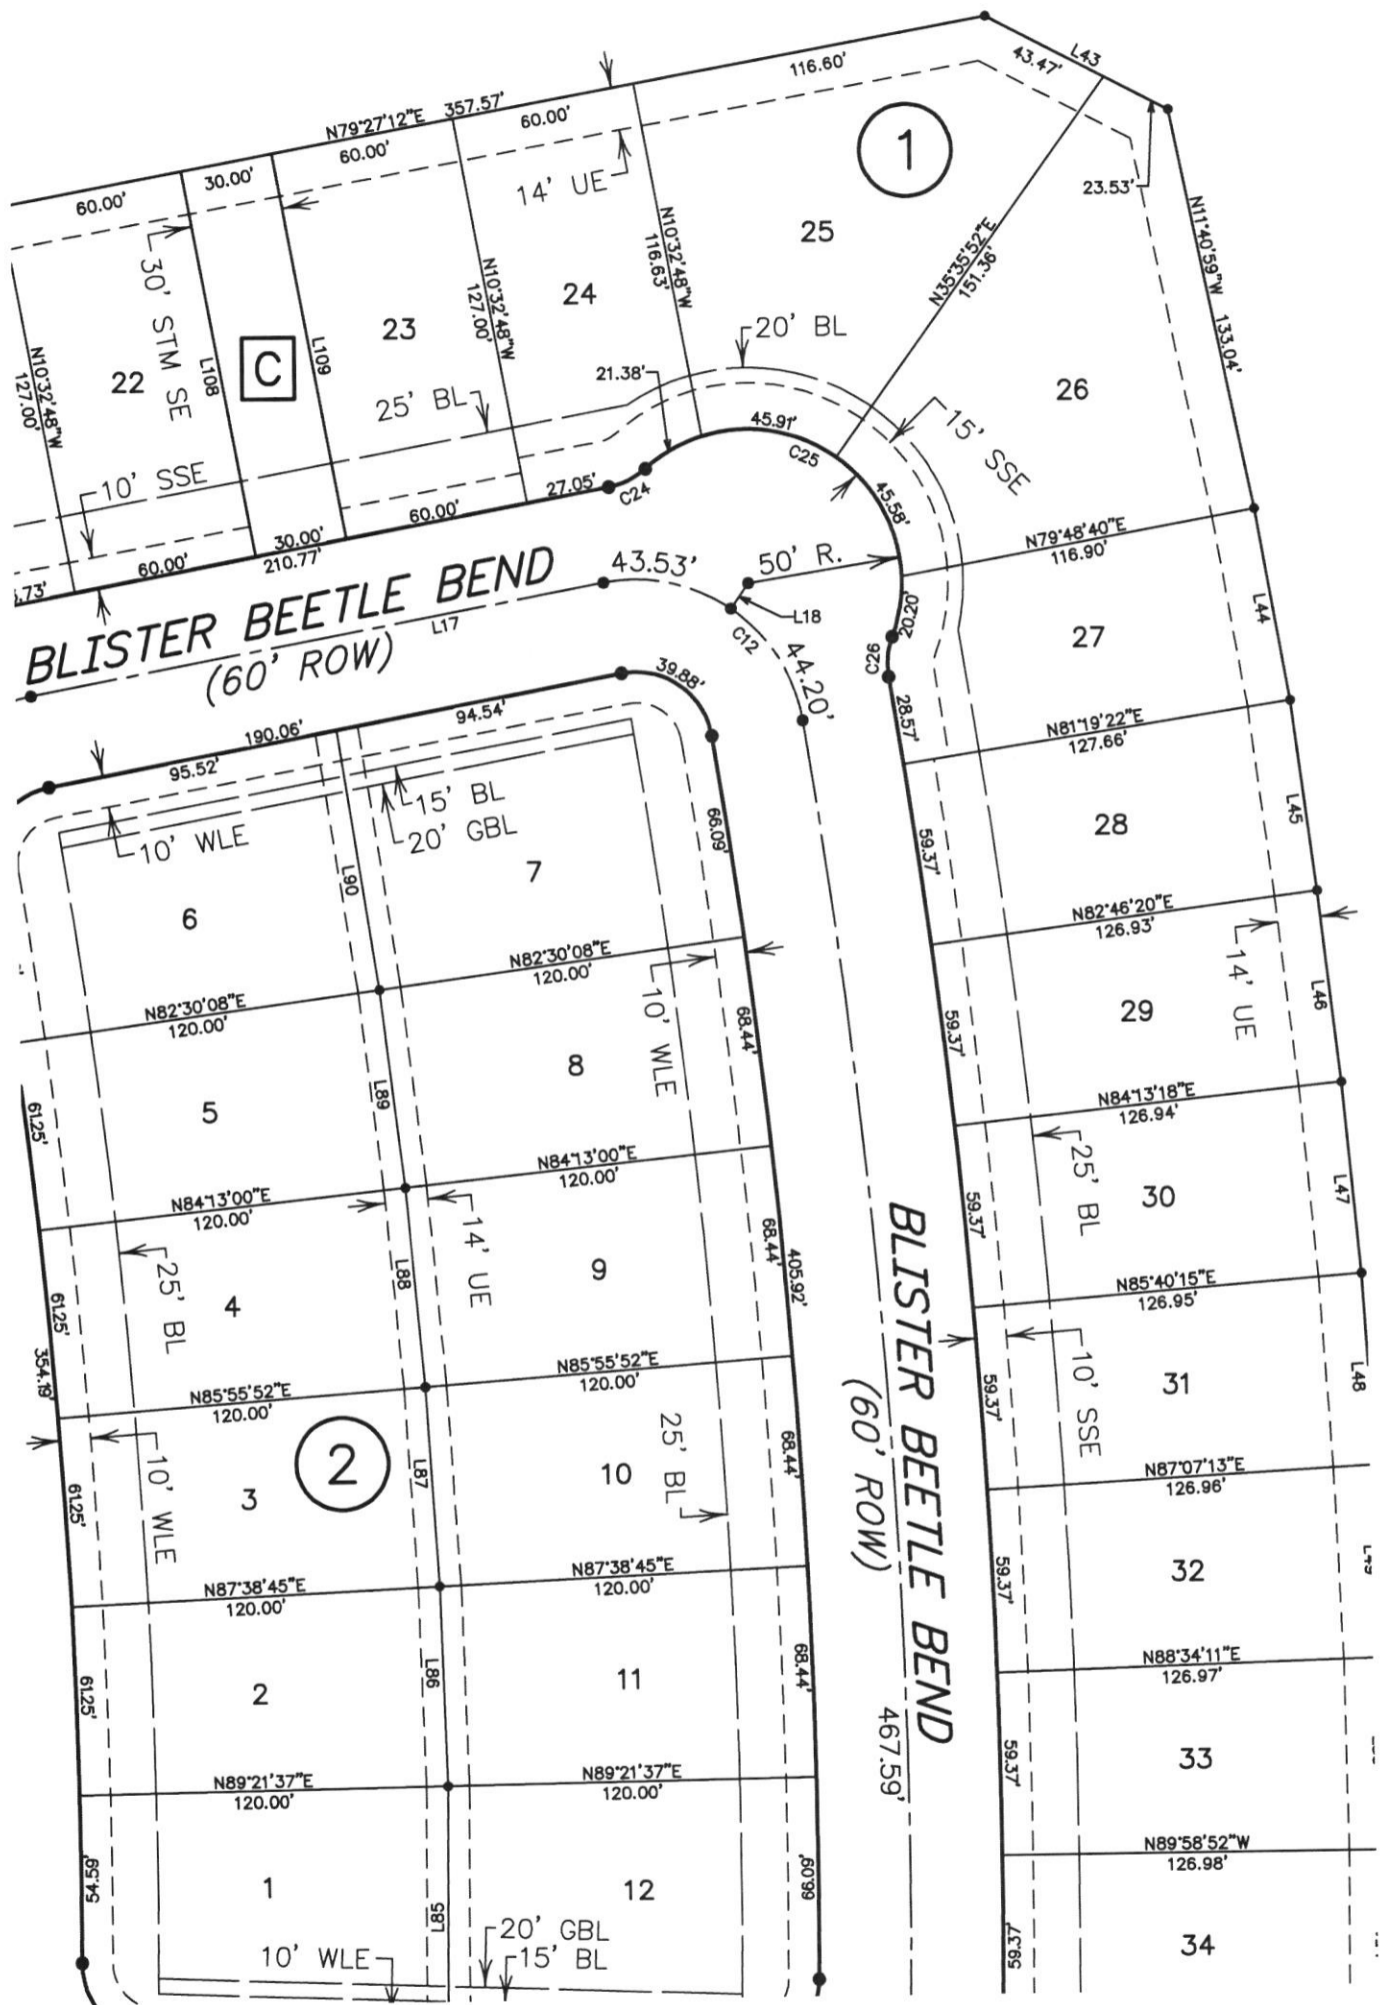 L43
43.47'
116.60'
N79°27'12"E 357.57'
60.00'
60.00'
30.00'
60.00'
1
14' UE
23.53'
N11°40'59"W 133.04'
25
N10°32'48"W
116.63'
N35°35'52"E
151.36'
30' STM SE
N10°32'48"W
127.00'
24
23
L108
C
L109
22
N10°32'48"W
127.00'
20' BL
21.38'
26
25' BL
45.91'
C25
15' SSE
10' SSE
27.05'
C24
45.58'
60.00'
30.00'
210.77'
60.00'
.73'
N79°48'40"E
116.90'
43.53'
50' R.
BLISTER BEETLE BEND
(60' ROW)
L17
L18
C12
44.20'
20.20'
C26
L44
27
39.88'
28.57'
94.54'
190.06'
95.52'
N81°19'22"E
127.66'
15' BL
20' GBL
10' WLE
66.09'
59.37'
28
L45
7
L90
6
N82°46'20"E
126.93'
N82°30'08"E
120.00'
N82°30'08"E
120.00'
10' WLE
68.44'
59.37'
29
14' UE
L46
8
5
L89
61.25'
N84°13'18"E
126.94'
N84°13'00"E
120.00'
N84°13'00"E
120.00'
25' BL
30
L47
59.37'
14' UE
68.44'
405.92'
9
L88
25' BL
4
61.25'
354.19'
BLISTER BEETLE BEND
(60' ROW)
467.59'
N85°40'15"E
126.95'
N85°55'52"E
120.00'
N85°55'52"E
120.00'
10' SSE
31
L48
59.37'
25' BL
68.44'
10
L87
2
3
10' WLE
61.25'
N87°07'13"E
126.96'
N87°38'45"E
120.00'
N87°38'45"E
120.00'
32
59.37'
68.44'
11
L86
2
61.25'
N88°34'11"E
126.97'
33
59.37'
N89°21'37"E
120.00'
N89°21'37"E
120.00'
N89°58'52"W
126.98'
54.59'
1
L85
12
66.09'
59.37'
34
20' GBL
15' BL
10' WLE